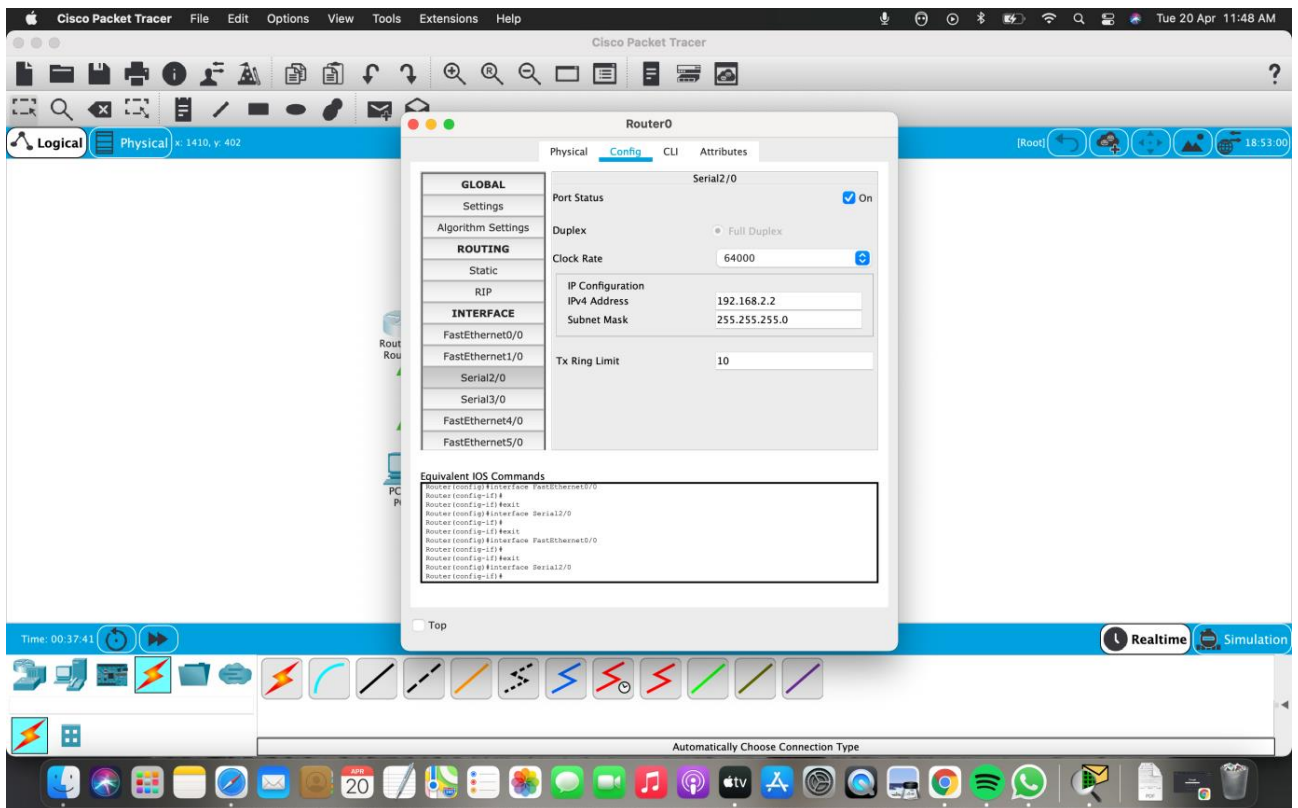 Cisco Packet Tracer File Edit Options View Tools Extensions Help Tue 20 Apr 11:48 AM
Cisco Packet Tracer
?
Logical Physical x: 1410, y: 402 [Root] 18:53:00
Router0
Physical Config CLI Attributes
GLOBAL
Settings
Algorithm Settings
ROUTING
Static
RIP
INTERFACE
FastEthernet0/0
FastEthernet1/0
Serial2/0
Serial3/0
FastEthernet4/0
FastEthernet5/0
Serial2/0
Port Status On
Duplex Full Duplex
Clock Rate 64000
IP Configuration
IPv4 Address 192.168.2.2
Subnet Mask 255.255.255.0
Tx Ring Limit 10
Rout
Rou
PC
Equivalent IOS Commands
Router(config)#interface FastEthernet0/0
Router(config-if)#
Router(config-if)#exit
Router(config)#interface Serial2/0
Router(config-if)#
Router(config-if)#exit
Router(config)#interface FastEthernet0/0
Router(config-if)#
Router(config-if)#exit
Router(config)#interface Serial2/0
Router(config-if)#
Top
Time: 00:37:41 Realtime Simulation
Automatically Choose Connection Type
APR
20
tv